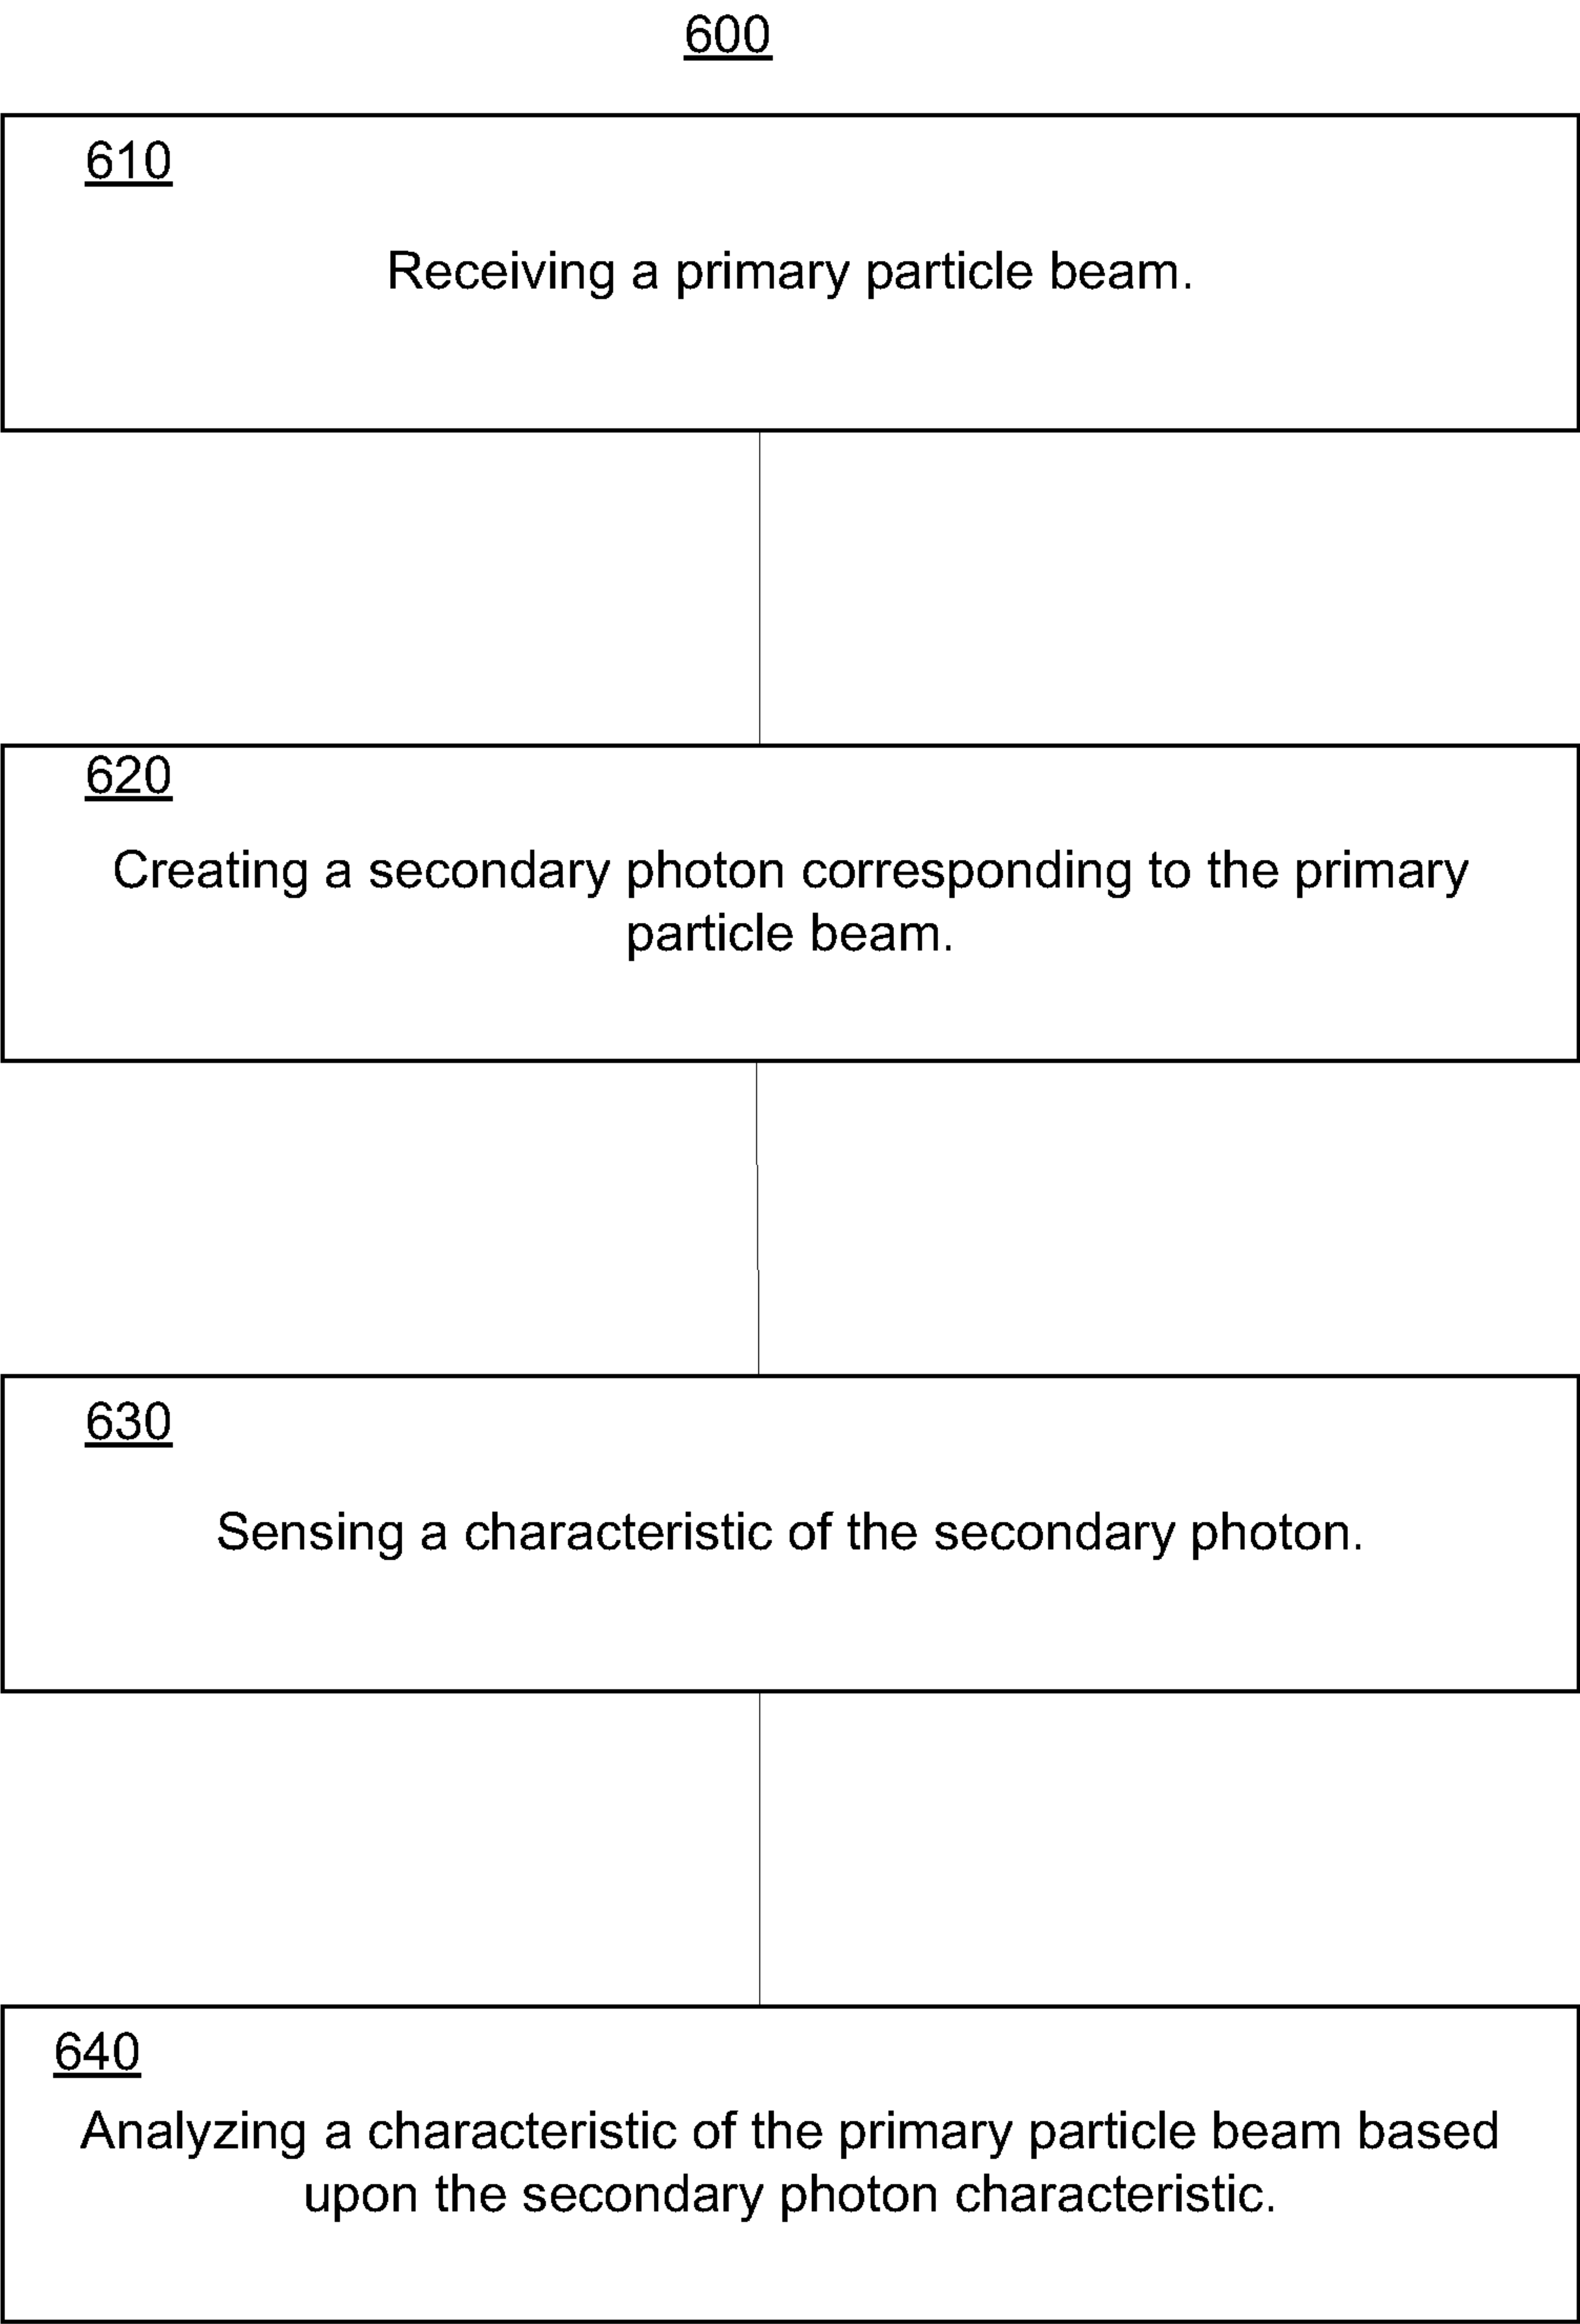 600
610
Receiving a primary particle beam.
620
Creating a secondary photon corresponding to the primary
particle beam.
630
Sensing a characteristic of the secondary photon.
640
Analyzing a characteristic of the primary particle beam based
upon the secondary photon characteristic.